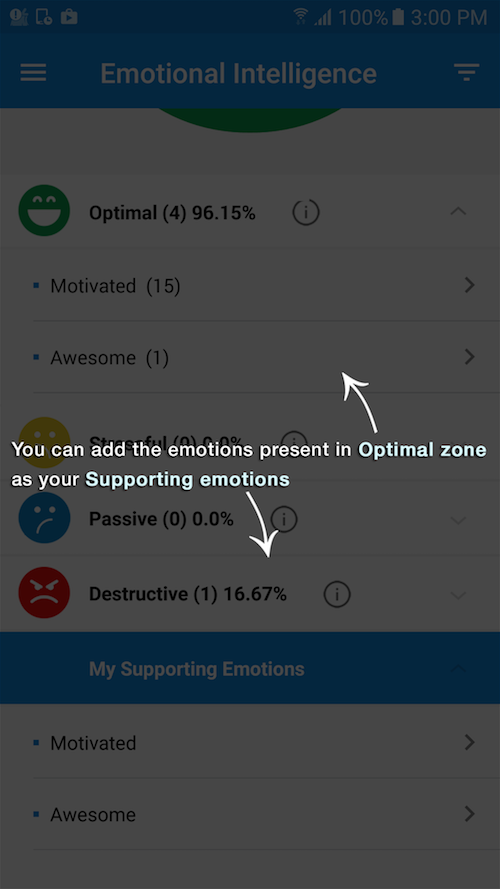 100% 3:00 PM
Emotional Intelligence
Optimal (4) 96.15%
Motivated (15)
Awesome (1)
Stressful (0) 0.0%
You can add the emotions present in Optimal zone
as your Supporting emotions
Passive (0) 0.0%
Destructive (1) 16.67%
My Supporting Emotions
Motivated
Awesome